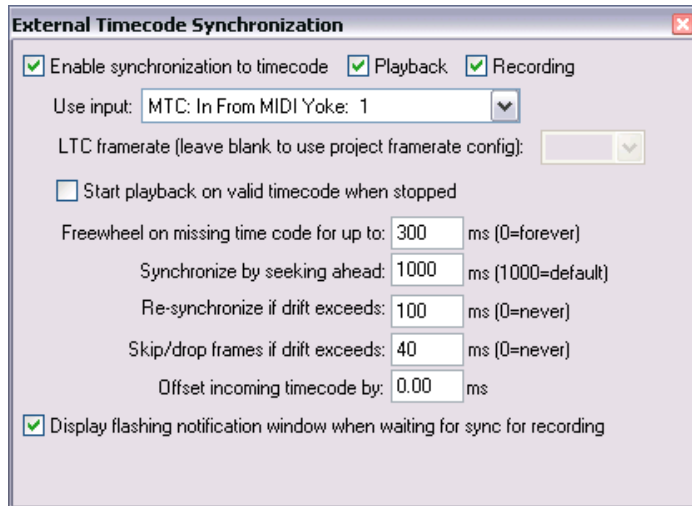 External Timecode Synchronization
Enable synchronization to timecode Playback Recording
Use input: MTC: In From MIDI Yoke: 1
LTC framerate (leave blank to use project framerate config):
Start playback on valid timecode when stopped
Freewheel on missing time code for up to: 300 ms (0=forever)
Synchronize by seeking ahead: 1000 ms (1000=default)
Re-synchronize if drift exceeds: 100 ms (0=never)
Skip/drop frames if drift exceeds: 40 ms (0=never)
Offset incoming timecode by: 0.00 ms
Display flashing notification window when waiting for sync for recording